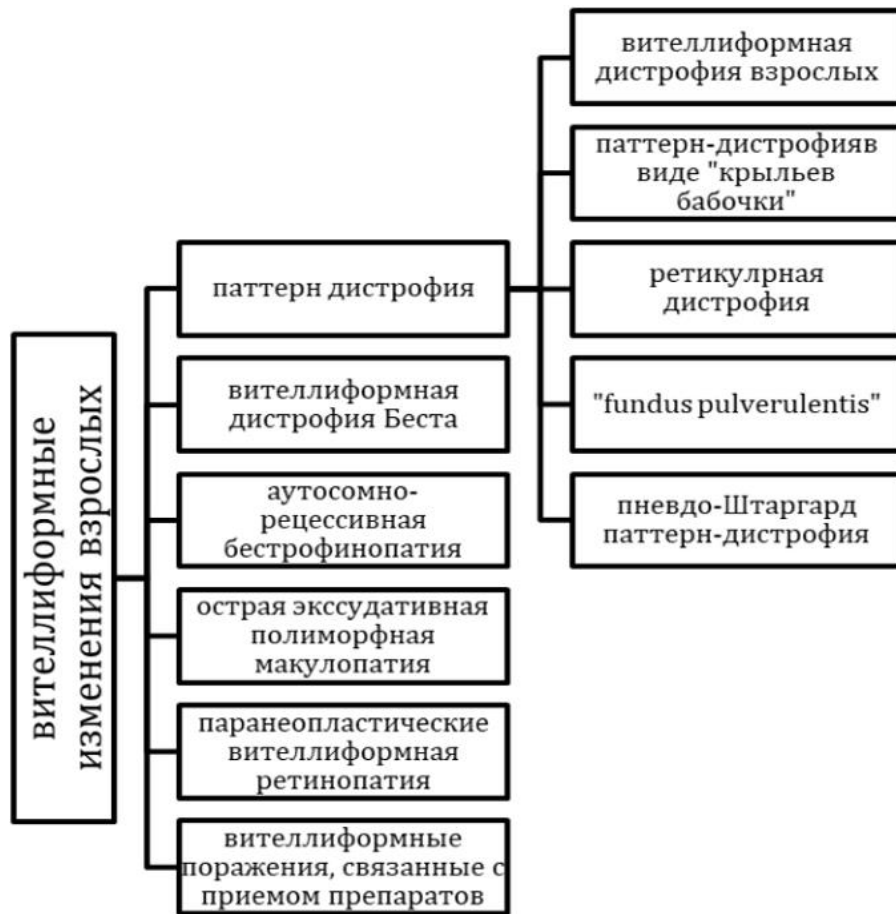 вителлиформные
изменения взрослых
паттерн дистрофия
вителлиформная
дистрофия Беста
аутосомно-
рецессивная
бестрофинопатия
острая экссудативная
полиморфная
макулопатия
паранеопластические
вителлиформная
ретинопатия
вителлиформные
поражения, связанные с
приемом препаратов
вителлиформная
дистрофия взрослых
паттерн-дистрофияв
виде "крыльев
бабочки"
ретикулрная
дистрофия
"fundus pulverulentis"
пневдо-Штаргард
паттерн-дистрофия